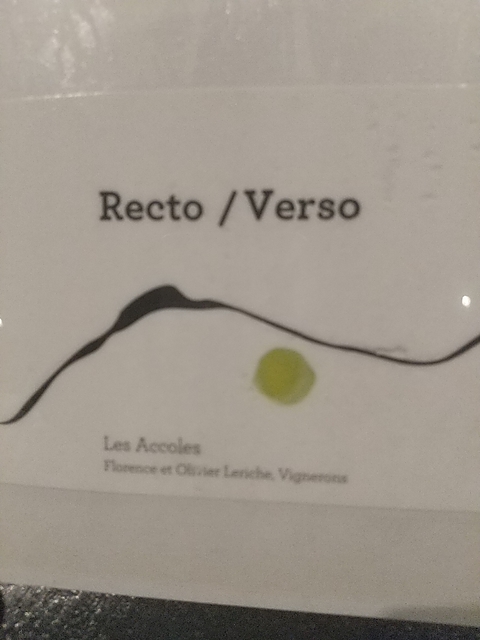 Recto / Verso
Les Accoles
Florence et Olivier Leriche, Vignerons